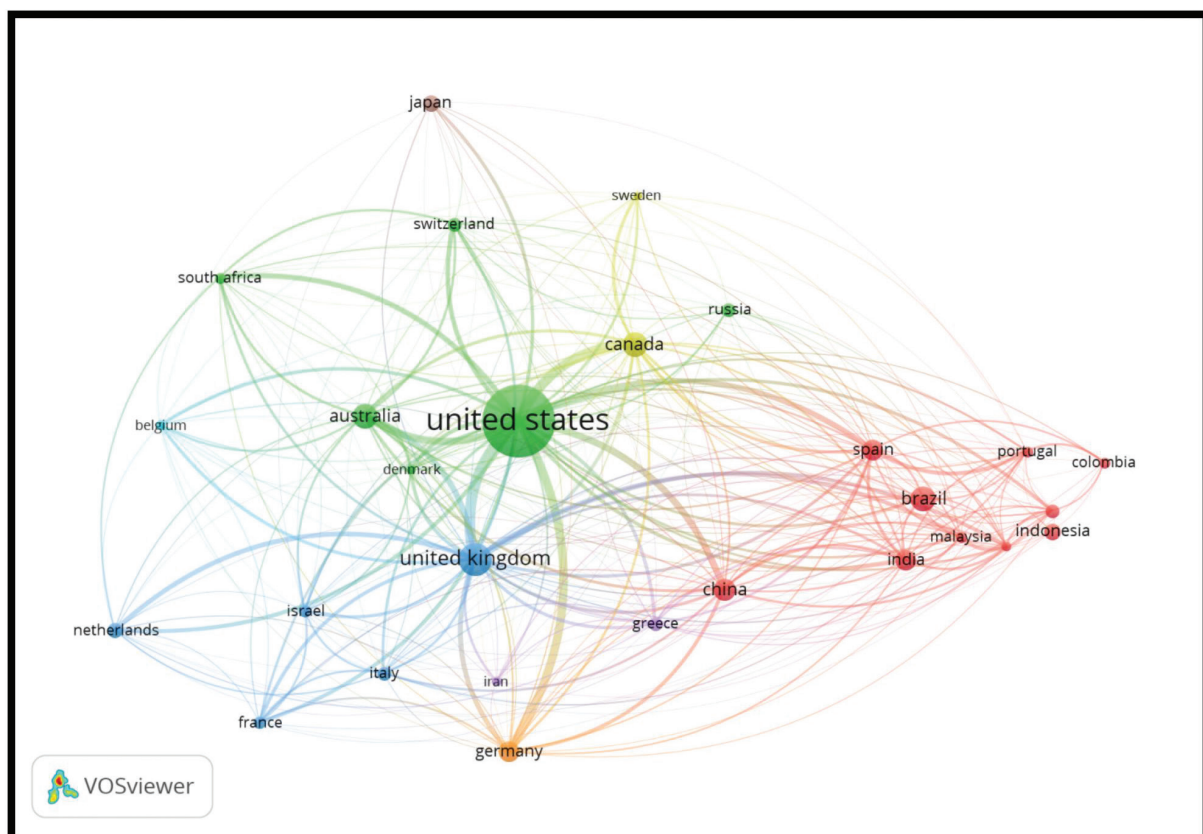 japan
sweden
switzerland
south africa
russia
canada
united states
australia
belgium
denmark
spain
portugal
colombia
brazil
indonesia
malaysia
india
united kingdom
china
israel
greece
netherlands
italy
iran
france
germany
VOSviewer